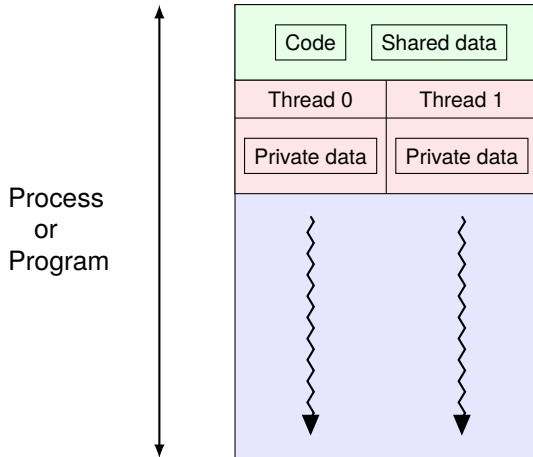 Code Shared data
Thread 0 Thread 1
Private data Private data
Process
or
Program